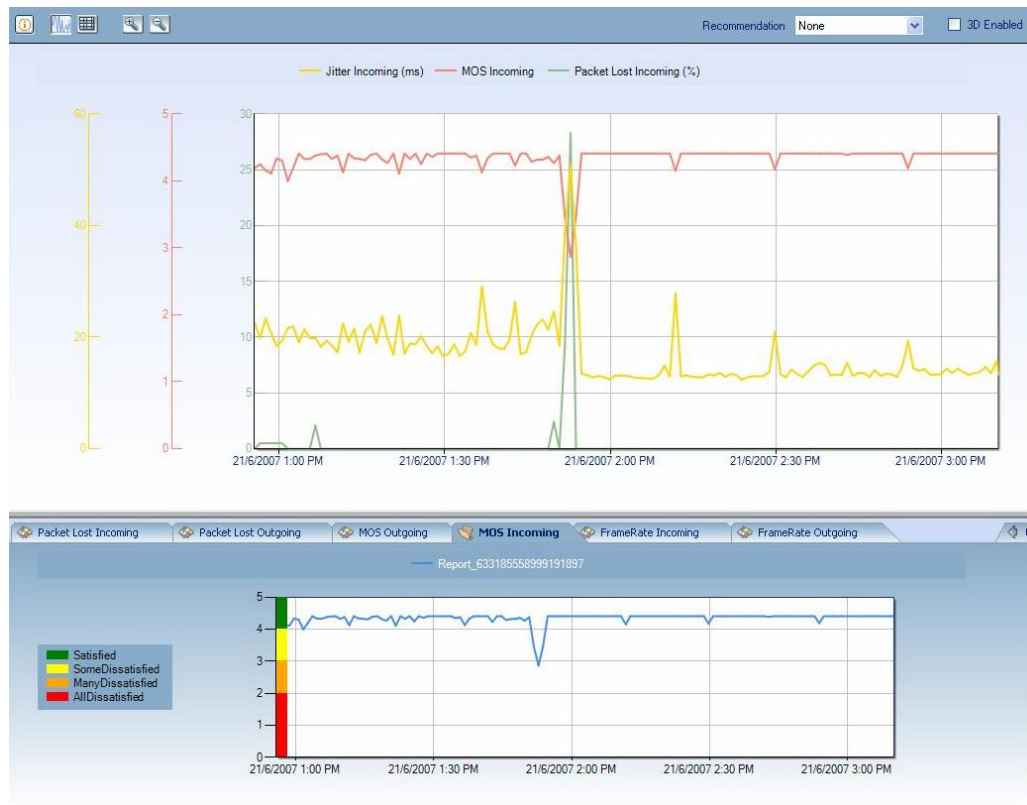 Recommendation None 3D Enabled
Jitter Incoming (ms) MOS Incoming Packet Lost Incoming (%)
60 5 30
25
4
40 20
3
15
2
20 10
1 5
0 0 0
21/6/2007 1:00 PM 21/6/2007 1:30 PM 21/6/2007 2:00 PM 21/6/2007 2:30 PM 21/6/2007 3:00 PM
Packet Lost Incoming Packet Lost Outgoing MOS Outgoing MOS Incoming FrameRate Incoming FrameRate Outgoing
Report_633185558999191897
5
4
Satisfied
SomeDissatisfied
ManyDissatisfied
AllDissatisfied
3
2
1
0
21/6/2007 1:00 PM 21/6/2007 1:30 PM 21/6/2007 2:00 PM 21/6/2007 2:30 PM 21/6/2007 3:00 PM